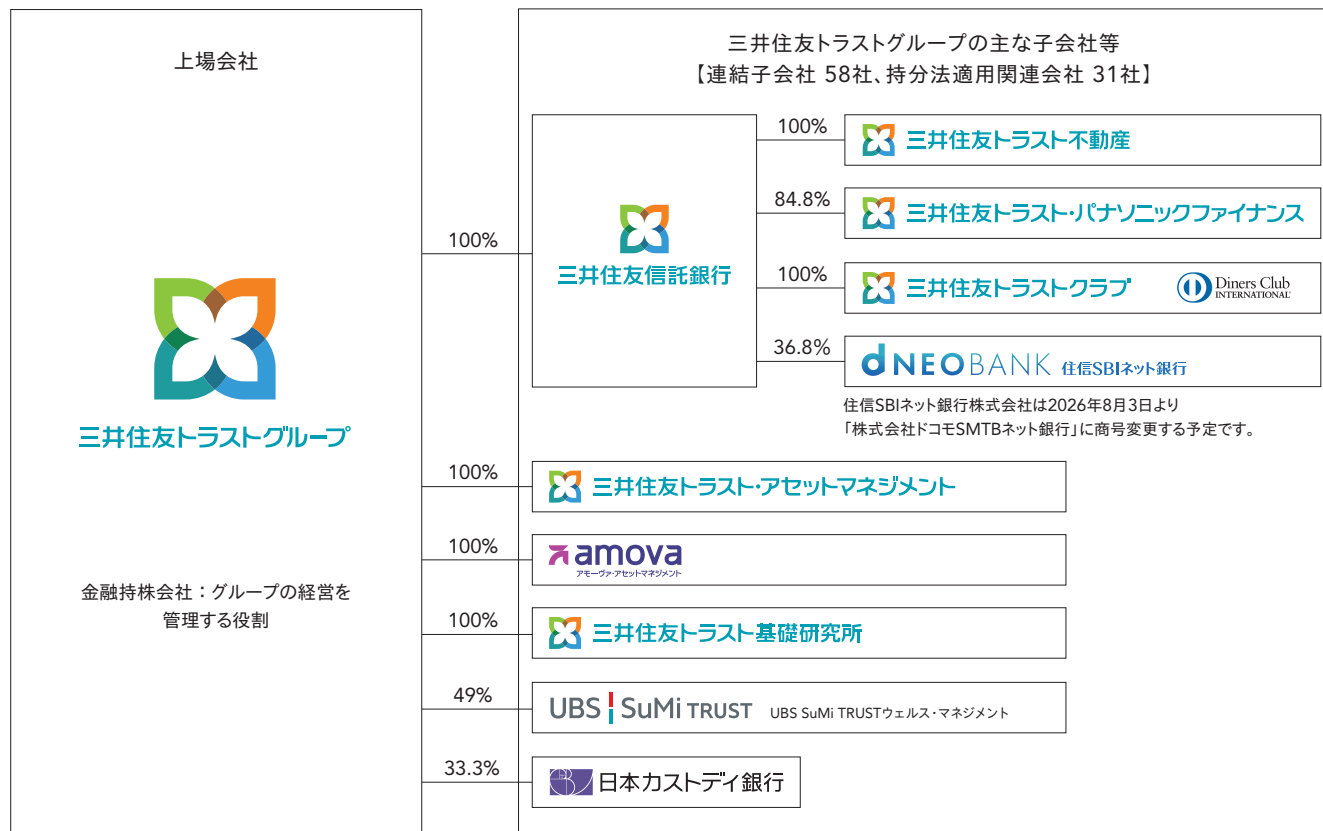 上場会社
三井住友トラストグループ
金融持株会社：グループの経営を
管理する役割
三井住友トラストグループの主な子会社等
【連結子会社 58社、持分法適用関連会社 31社】
100%
三井住友信託銀行
100%
三井住友トラスト不動産
84.8%
三井住友トラスト・パナソニックファイナンス
100%
三井住友トラストクラブ Diners Club
INTERNATIONAL
36.8%
d NEOBANK 住信SBIネット銀行
住信SBIネット銀行株式会社は2026年8月3日より
「株式会社ドコモSMTBネット銀行」に商号変更する予定です。
100%
三井住友トラスト・アセットマネジメント
100%
amova
アモーヴァ・アセットマネジメント
100%
三井住友トラスト基礎研究所
49%
UBS SuMi TRUST UBS SuMi TRUSTウェルス・マネジメント
33.3%
日本カストディ銀行